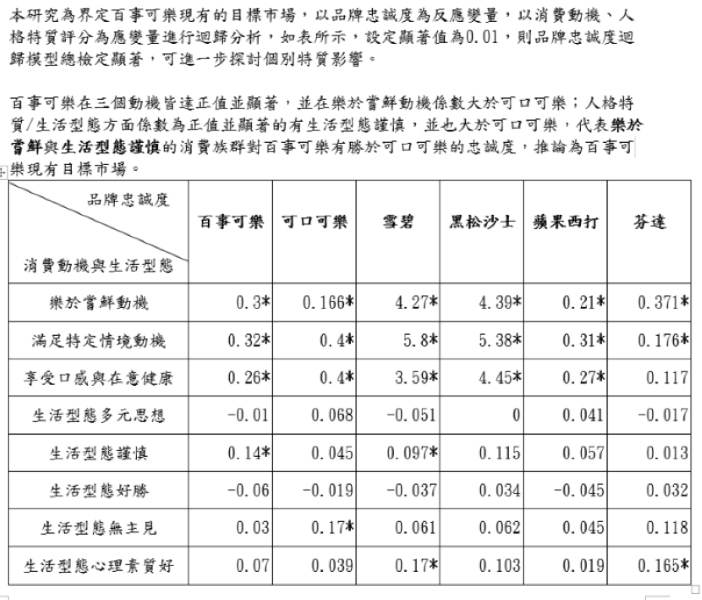 本研究為界定百事可樂現有的目標市場，以品牌忠誠度為反應變量，以消費動機、人
格特質評分為應變量進行迴歸分析，如表所示，設定顯著值為0.01，則品牌忠誠度迴
歸模型總檢定顯著，可進一步探討個別特質影響。
百事可樂在三個動機皆達正值並顯著，並在樂於嘗鮮動機係數大於可口可樂；人格特
質/生活型態方面係數為正值並顯著的有生活型態謹慎，並也大於可口可樂，代表樂於
嘗鮮與生活型態謹慎的消費族群對百事可樂有勝於可口可樂的忠誠度，推論為百事可
樂現有目標市場。
品牌忠誠度
消費動機與生活型態
百事可樂 可口可樂 雪碧 黑松沙士 蘋果西打 芬達
樂於嘗鮮動機 0.3* 0.166* 4.27* 4.39* 0.21* 0.371*
滿足特定情境動機 0.32* 0.4* 5.8* 5.38* 0.31* 0.176*
享受口感與在意健康 0.26* 0.4* 3.59* 4.45* 0.27* 0.117
生活型態多元思想 -0.01 0.068 -0.051 0 0.041 -0.017
生活型態謹慎 0.14* 0.045 0.097* 0.115 0.057 0.013
生活型態好勝 -0.06 -0.019 -0.037 0.034 -0.045 0.032
生活型態無主見 0.03 0.17* 0.061 0.062 0.045 0.118
生活型態心理素質好 0.07 0.039 0.17* 0.103 0.019 0.165*